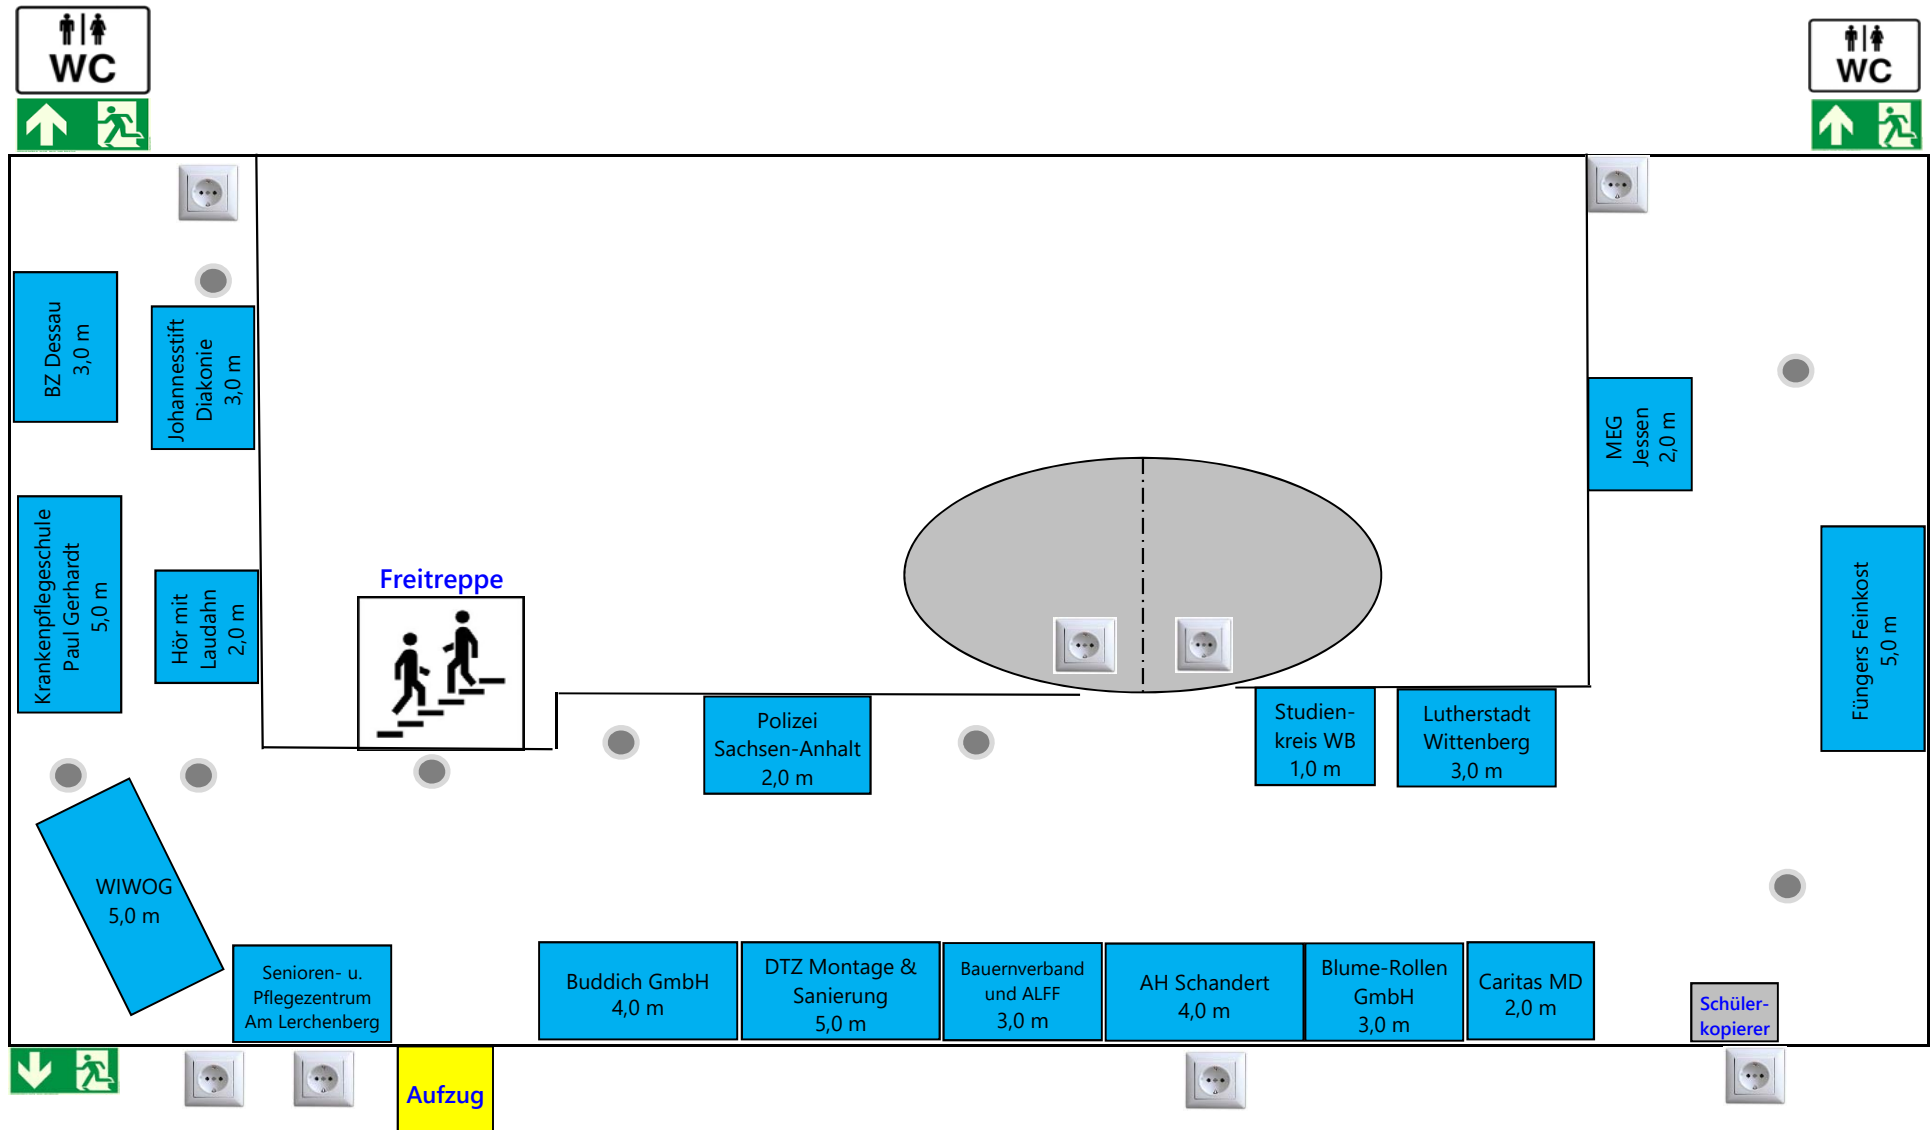 WC
WC
BZ Dessau
3,0 m
Johannesstift
Diakonie
3,0 m
MEG
Jessen
2,0 m
Krankenpflegeschule
Paul Gerhardt
5,0 m
Hör mit
Laudahn
2,0 m
Freitreppe
Füngers Feinkost
5,0 m
Polizei
Sachsen-Anhalt
2,0 m
Studien-
kreis WB
1,0 m
Lutherstadt
Wittenberg
3,0 m
WIWOG
5,0 m
Senioren- u.
Pflegezentrum
Am Lerchenberg
Buddich GmbH
4,0 m
DTZ Montage &
Sanierung
5,0 m
Bauernverband
und ALFF
3,0 m
AH Schandert
4,0 m
Blume-Rollen
GmbH
3,0 m
Caritas MD
2,0 m
Schüler-
kopierer
Aufzug